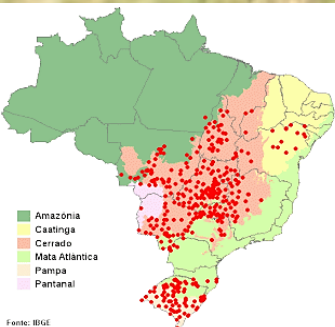 Amazônia
Caatinga
Cerrado
Mata Atlântica
Pampa
Pantanal
Fonte: IBGE